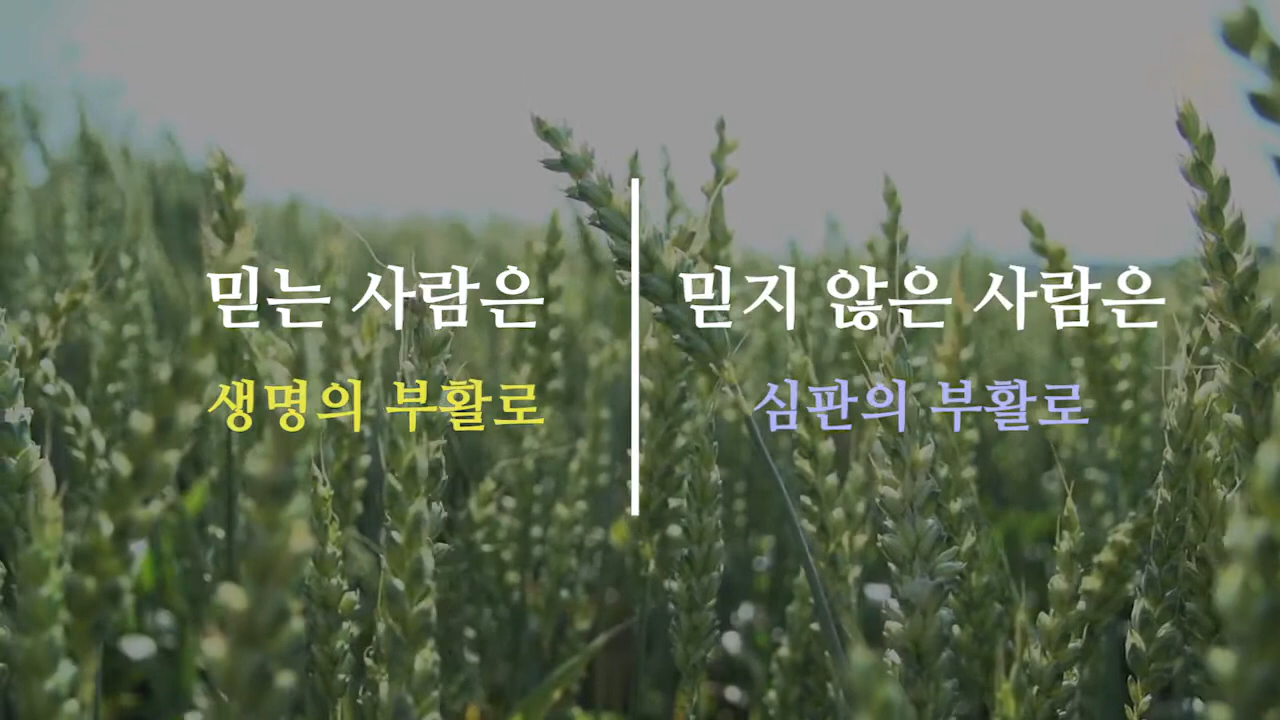 믿는 사람은
생명의 부활로
믿지 않은 사람은
심판의 부활로